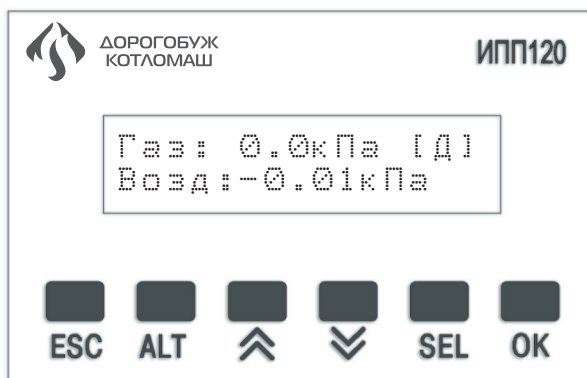 ДОРОГОБУЖ
КОТЛОМАШ
ИПП120
Газ: 0.0кПа [Д]
Возд:-0.01кПа
ESC ALT SEL OK